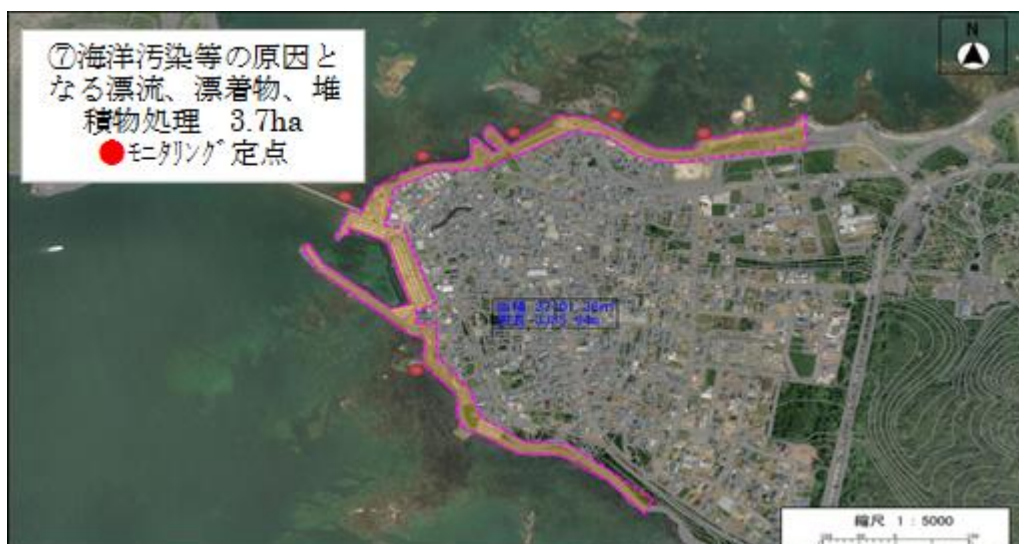 ⑦海洋汚染等の原因と
なる漂流、漂着物、堆
積物処理 3.7ha
●ﾓﾆﾀﾘﾝｸﾞ定点
N
縮尺 1：5000